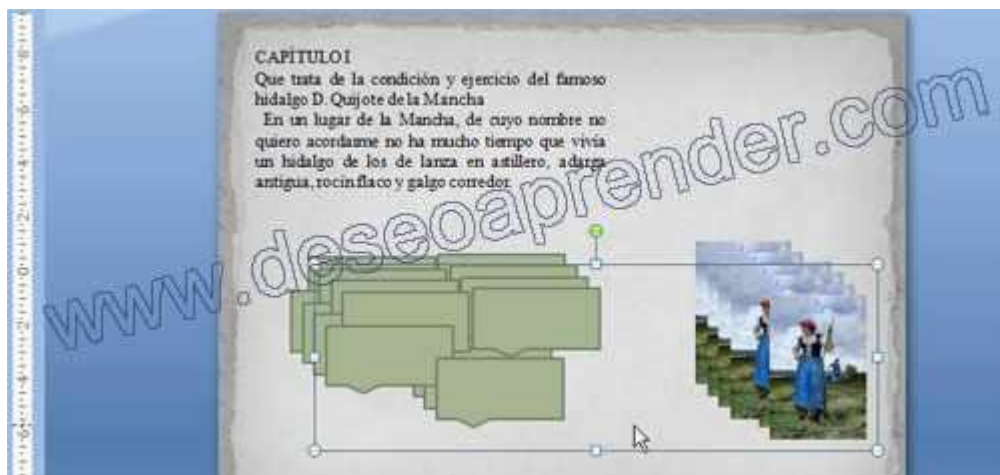 CAPÍTULO I
Que trata de la condición y ejercicio del famoso
hidalgo D. Quijote de la Mancha
En un lugar de la Mancha, de cuyo nombre no
quiero acordarme no ha mucho tiempo que vivía
un hidalgo de los de lanza en astillero, adarga
antigua, rocín flaco y galgo corredor.
www.deseoaprender.com